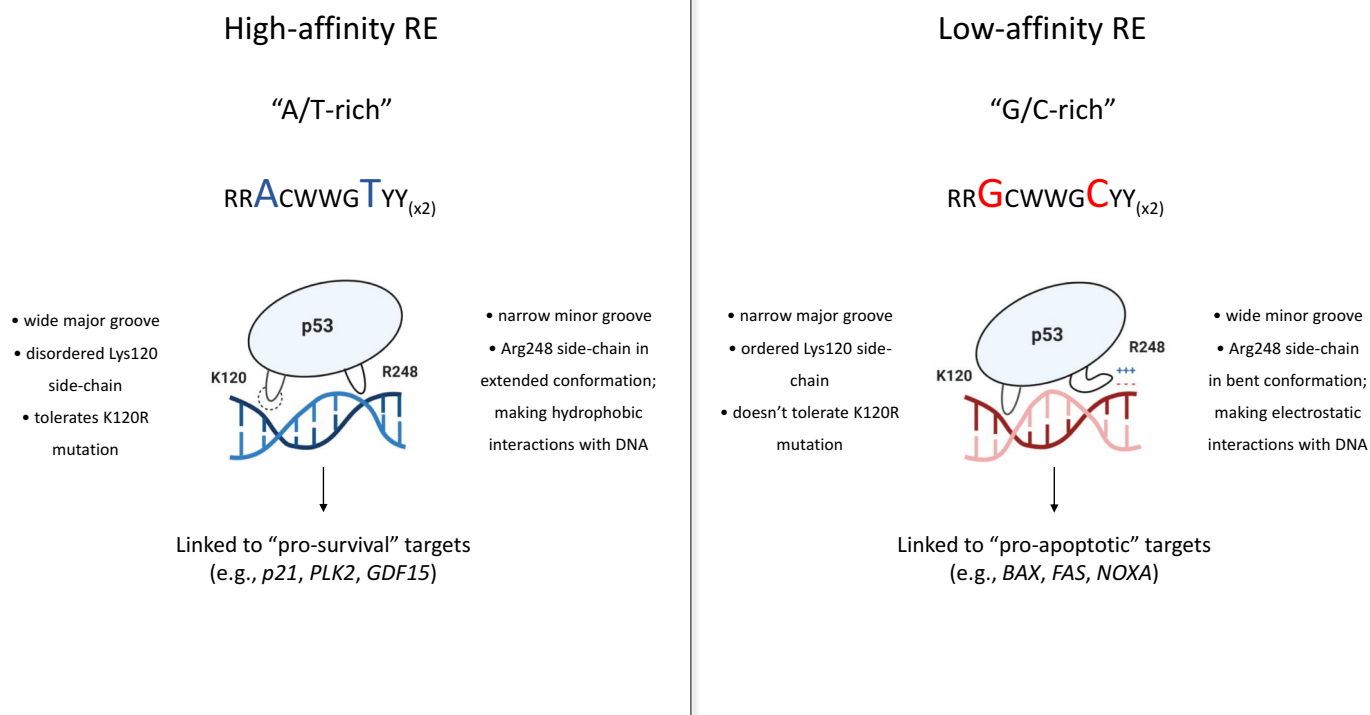 High-affinity RE
"A/T-rich"
RRACWWGTYY(x2)
• wide major groove
• disordered Lys120
side-chain
• tolerates K120R
mutation
p53
K120
R248
• narrow minor groove
• Arg248 side-chain in
extended conformation;
making hydrophobic
interactions with DNA
Linked to "pro-survival" targets
(e.g., p21, PLK2, GDF15)
Low-affinity RE
"G/C-rich"
RRGCWWGCYY(x2)
• narrow major groove
• ordered Lys120 side-
chain
• doesn't tolerate K120R
mutation
p53
K120
R248
+++
---
• wide minor groove
• Arg248 side-chain
in bent conformation;
making electrostatic
interactions with DNA
Linked to "pro-apoptotic" targets
(e.g., BAX, FAS, NOXA)